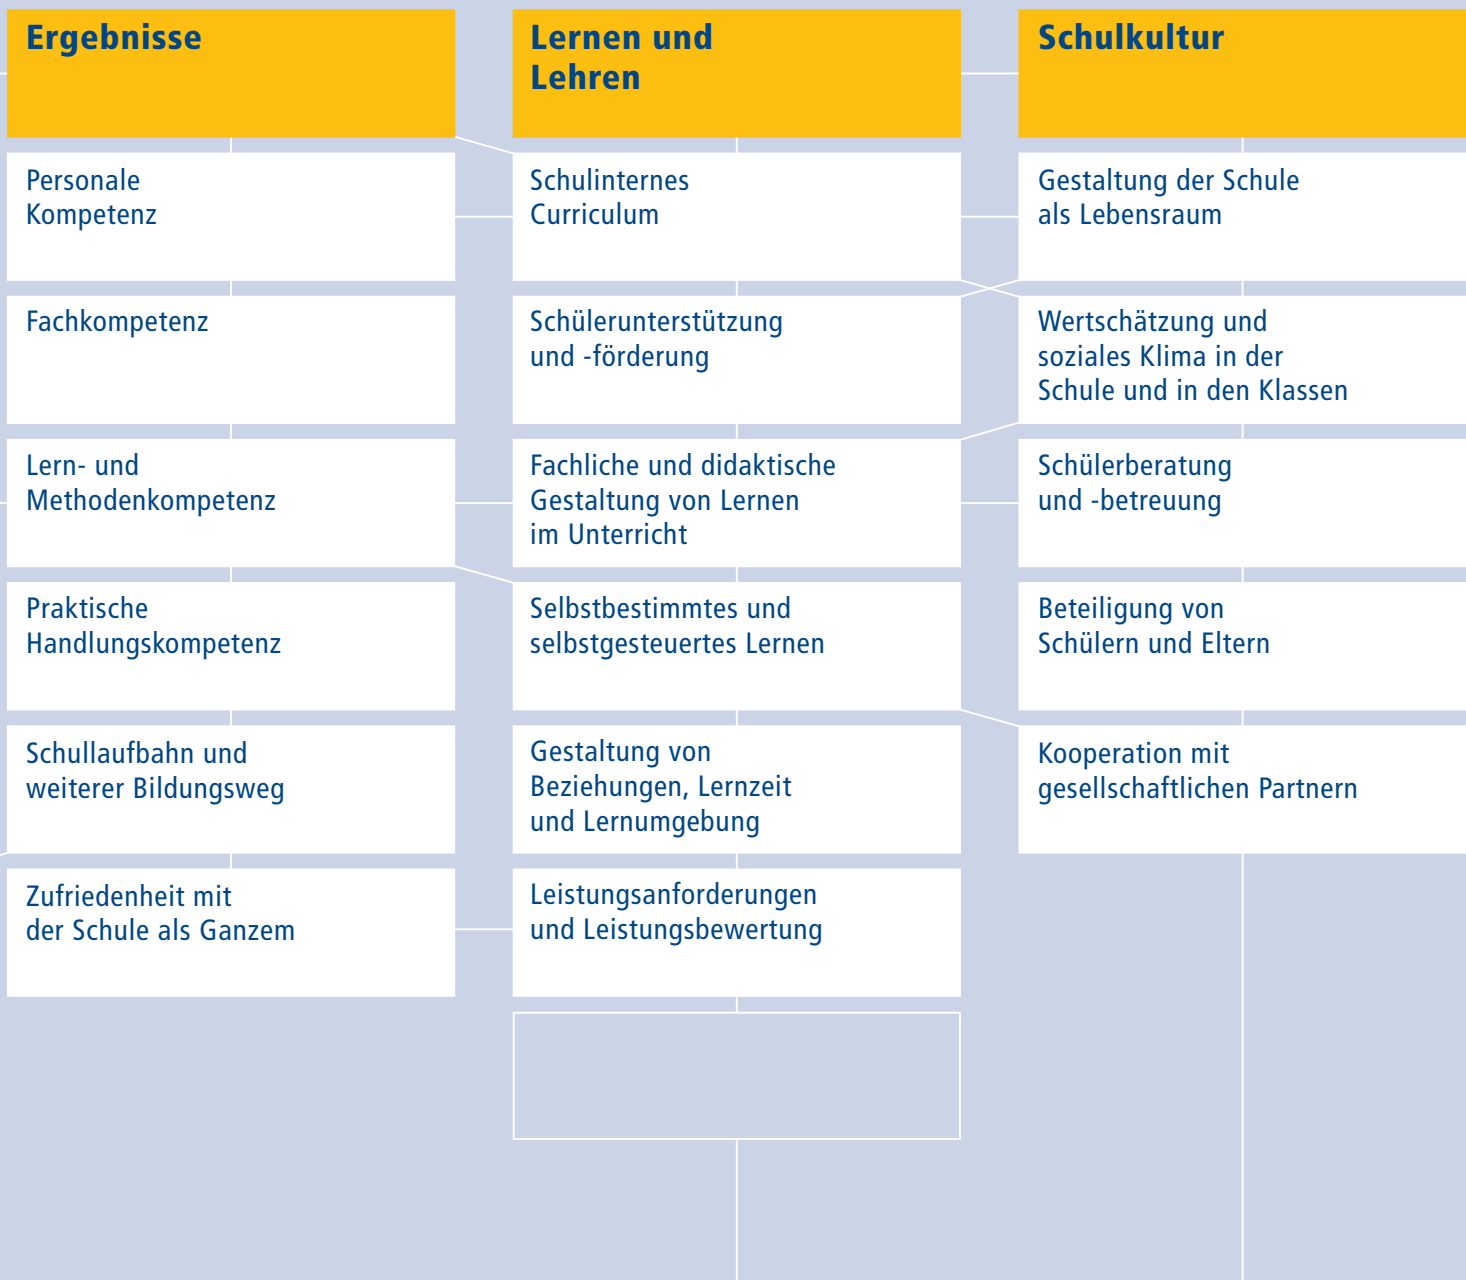 Ergebnisse
Personale
Kompetenz
Fachkompetenz
Lern- und
Methodenkompetenz
Praktische
Handlungskompetenz
Schullaufbahn und
weiterer Bildungsweg
Zufriedenheit mit
der Schule als Ganzem
Lernen und
Lehren
Schulinternes
Curriculum
Schülerunterstützung
und -förderung
Fachliche und didaktische
Gestaltung von Lernen
im Unterricht
Selbstbestimmtes und
selbstgesteuertes Lernen
Gestaltung von
Beziehungen, Lernzeit
und Lernumgebung
Leistungsanforderungen
und Leistungsbewertung
Schulkultur
Gestaltung der Schule
als Lebensraum
Wertschätzung und
soziales Klima in der
Schule und in den Klassen
Schülerberatung
und -betreuung
Beteiligung von
Schülern und Eltern
Kooperation mit
gesellschaftlichen Partnern